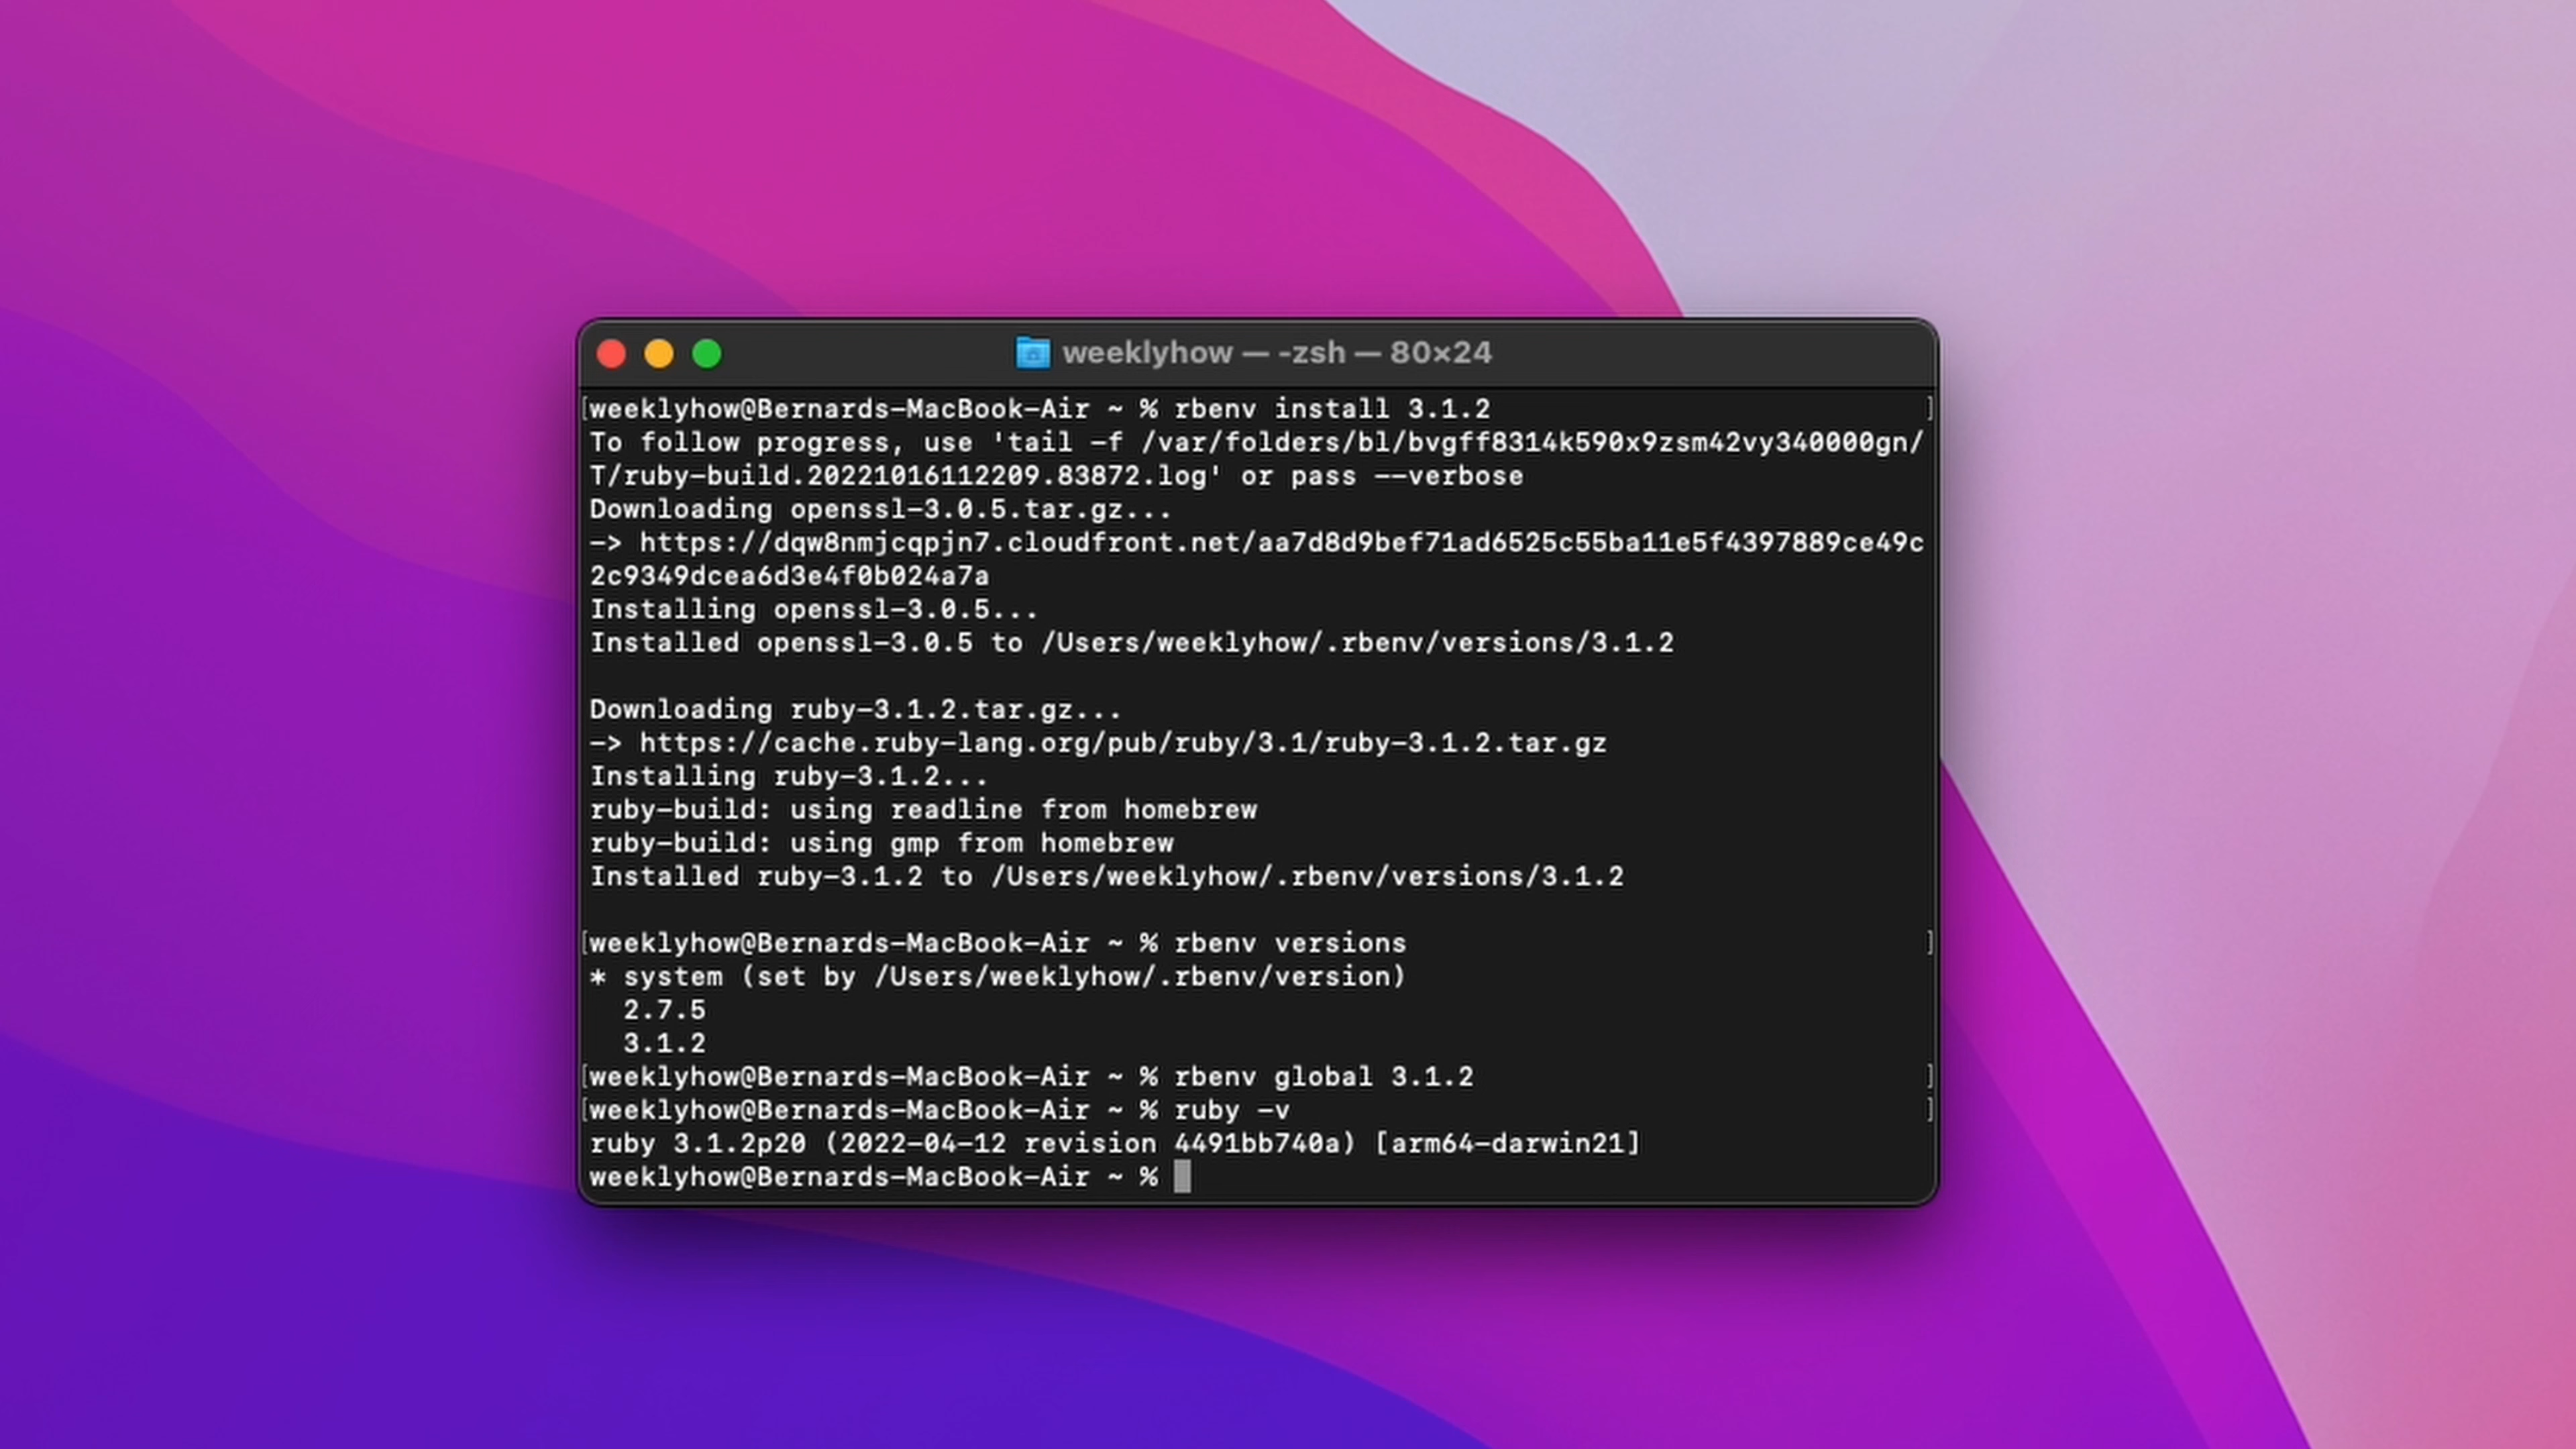 weeklyhow — -zsh — 80×24
[weeklyhow@Bernards-MacBook-Air ~ % rbenv install 3.1.2 ]
To follow progress, use 'tail -f /var/folders/bl/bvgff8314k590x9zsm42vy340000gn/
T/ruby-build.20221016112209.83872.log' or pass --verbose
Downloading openssl-3.0.5.tar.gz...
-> https://dqw8nmjcqpjn7.cloudfront.net/aa7d8d9bef71ad6525c55ba11e5f4397889ce49c
2c9349dcea6d3e4f0b024a7a
Installing openssl-3.0.5...
Installed openssl-3.0.5 to /Users/weeklyhow/.rbenv/versions/3.1.2
Downloading ruby-3.1.2.tar.gz...
-> https://cache.ruby-lang.org/pub/ruby/3.1/ruby-3.1.2.tar.gz
Installing ruby-3.1.2...
ruby-build: using readline from homebrew
ruby-build: using gmp from homebrew
Installed ruby-3.1.2 to /Users/weeklyhow/.rbenv/versions/3.1.2
[weeklyhow@Bernards-MacBook-Air ~ % rbenv versions ]
* system (set by /Users/weeklyhow/.rbenv/version)
2.7.5
3.1.2
[weeklyhow@Bernards-MacBook-Air ~ % rbenv global 3.1.2 ]
[weeklyhow@Bernards-MacBook-Air ~ % ruby -v ]
ruby 3.1.2p20 (2022-04-12 revision 4491bb740a) [arm64-darwin21]
weeklyhow@Bernards-MacBook-Air ~ %